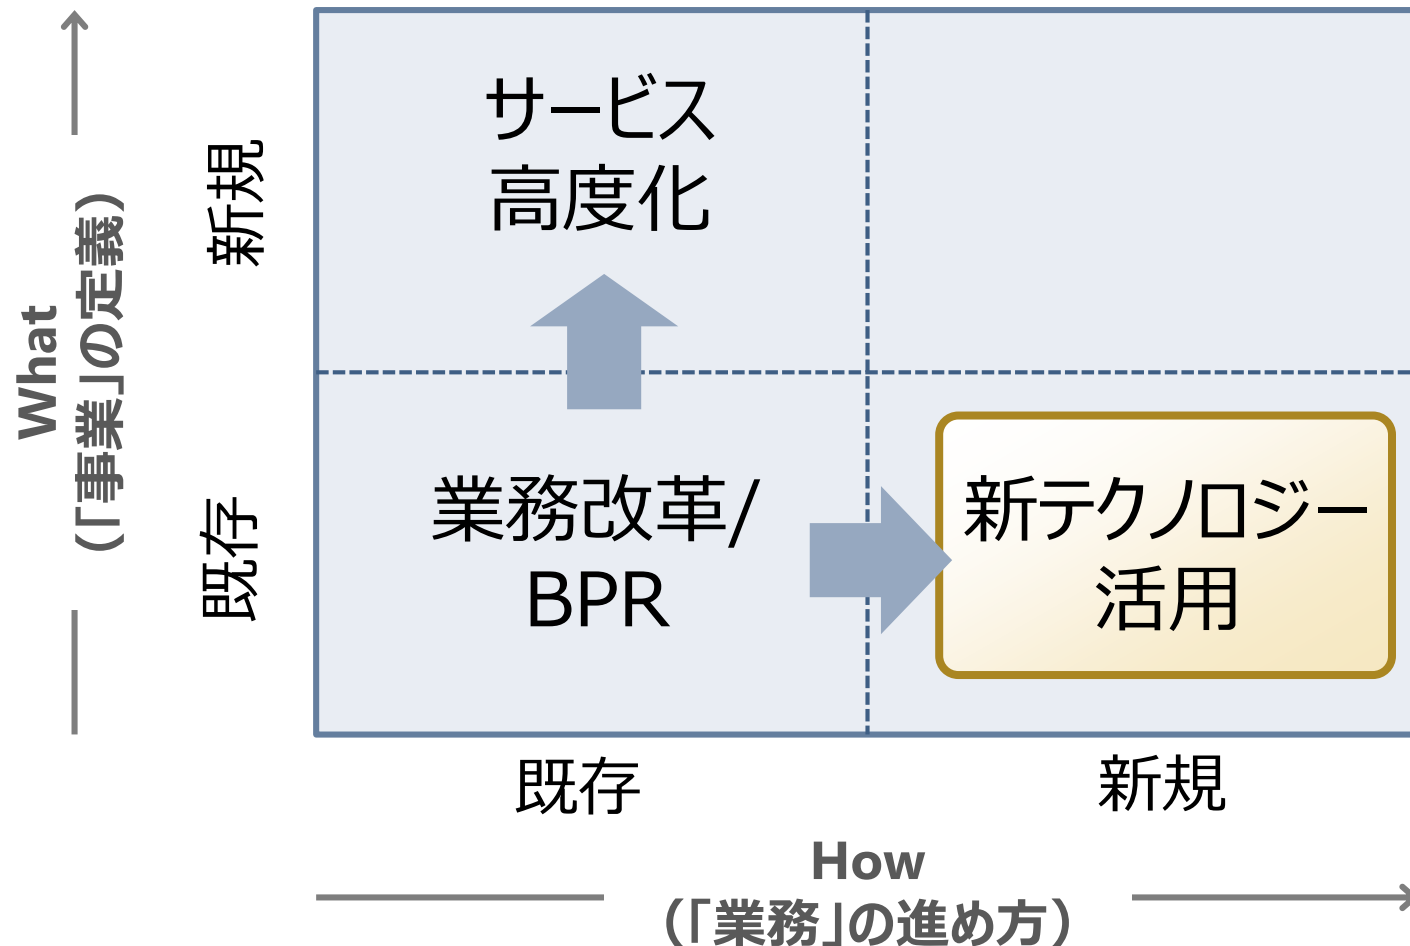 What
（「事業」の定義）
新規
既存
サービス
高度化
業務改革/
BPR
新テクノロジー
活用
既存
新規
How
（「業務」の進め方）